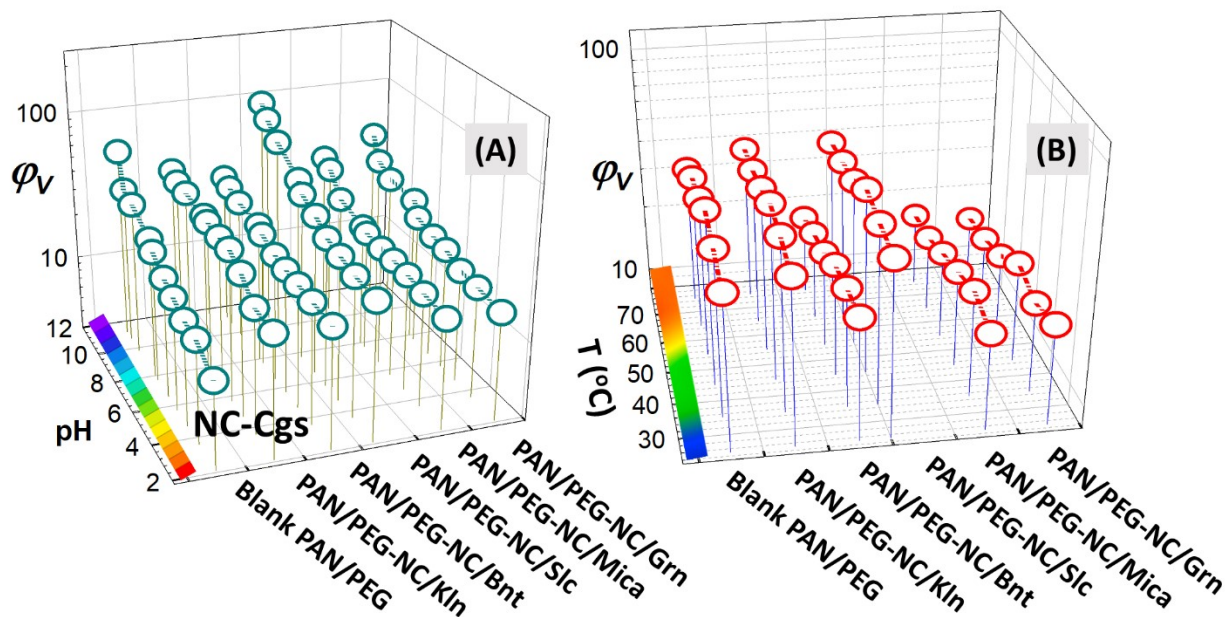 (A)
100
φV
10
12
10
8
6
4
2
pH
NC-Cgs
Blank PAN/PEG
PAN/PEG-NC/Kln
PAN/PEG-NC/Bnt
PAN/PEG-NC/Slc
PAN/PEG-NC/Mica
PAN/PEG-NC/Grn
(B)
100
φV
10
70
60
50
40
30
T (ºC)
Blank PAN/PEG
PAN/PEG-NC/Kln
PAN/PEG-NC/Bnt
PAN/PEG-NC/Slc
PAN/PEG-NC/Mica
PAN/PEG-NC/Grn